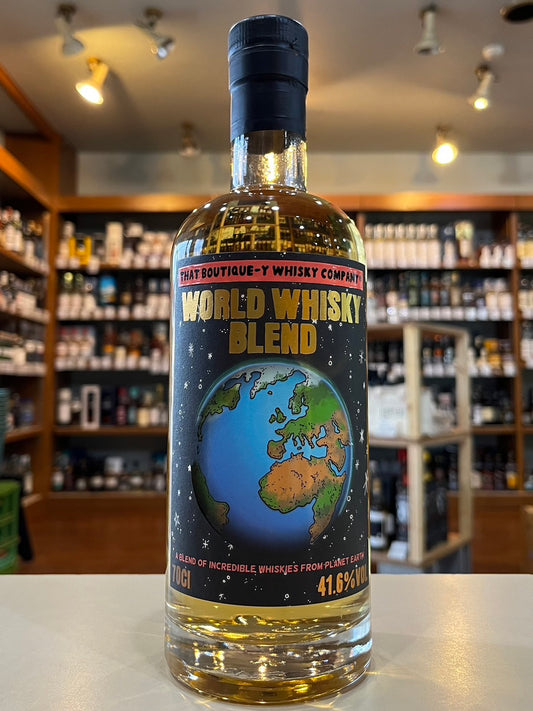 THAT BOUTIQUE-Y WHISKY COMPANY
WORLD WHISKY
BLEND
A BLEND OF INCREDIBLE WHISKIES FROM PLANET EARTH
70Cl
41.6%VOL